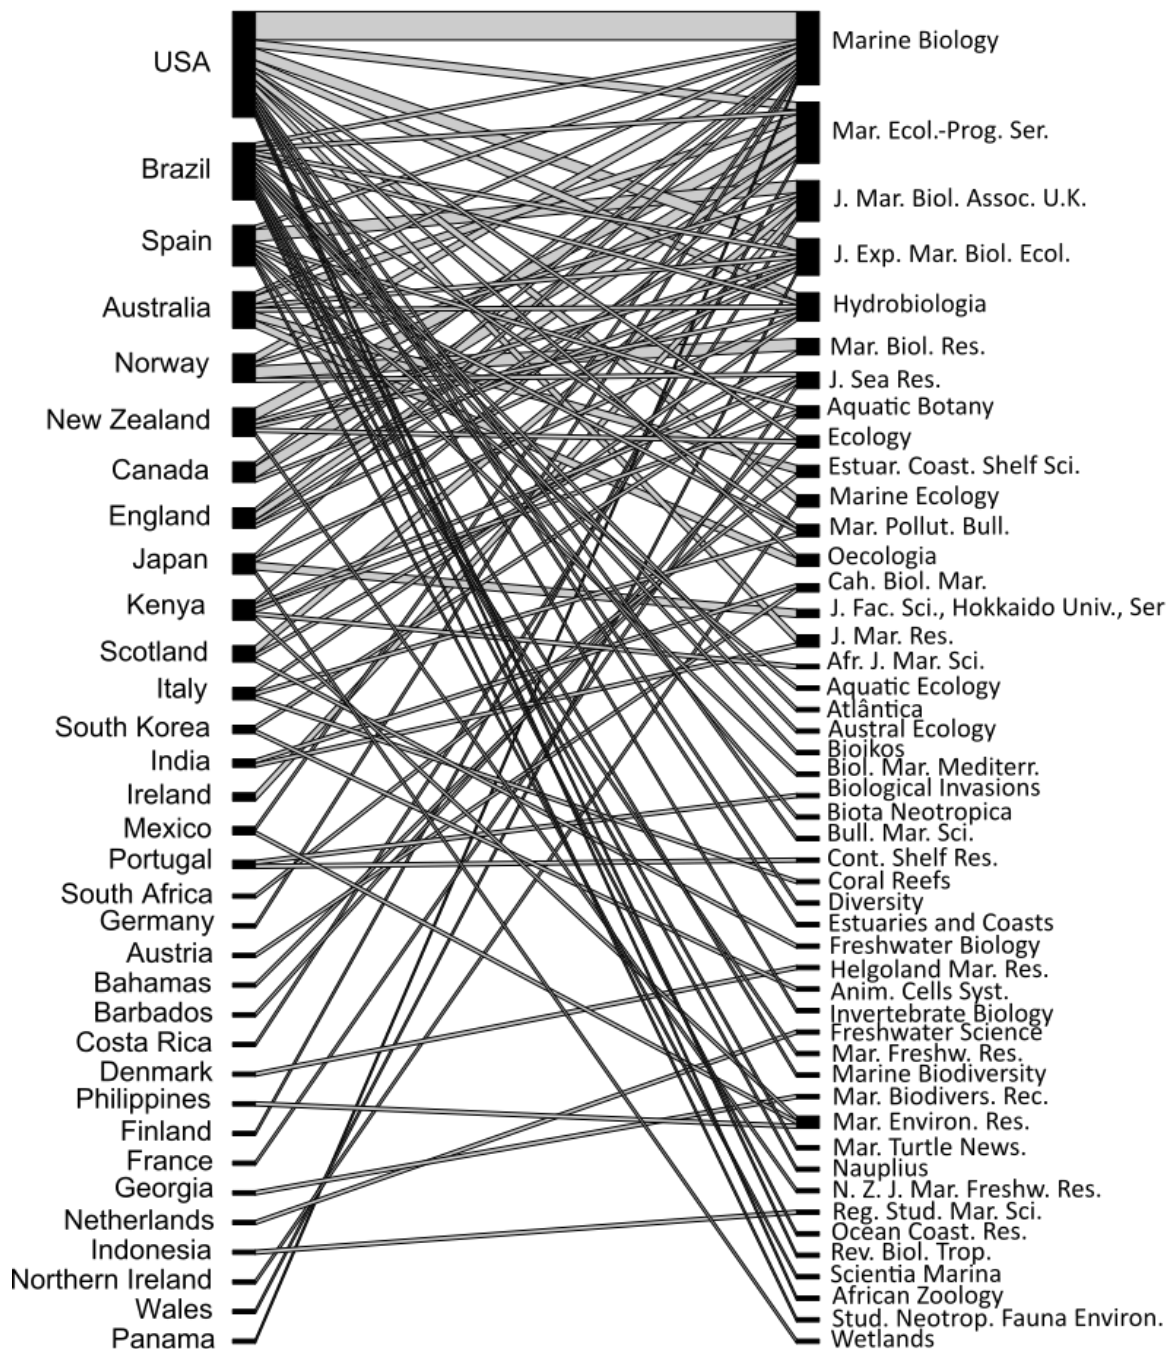 USA
Brazil
Spain
Australia
Norway
New Zealand
Canada
England
Japan
Kenya
Scotland
Italy
South Korea
India
Ireland
Mexico
Portugal
South Africa
Germany
Austria
Bahamas
Barbados
Costa Rica
Denmark
Philippines
Finland
France
Georgia
Netherlands
Indonesia
Northern Ireland
Wales
Panama
Marine Biology
Mar. Ecol.-Prog. Ser.
J. Mar. Biol. Assoc. U.K.
J. Exp. Mar. Biol. Ecol.
Hydrobiologia
Mar. Biol. Res.
J. Sea Res.
Aquatic Botany
Ecology
Estuar. Coast. Shelf Sci.
Marine Ecology
Mar. Pollut. Bull.
Oecologia
Cah. Biol. Mar.
J. Fac. Sci., Hokkaido Univ., Ser
J. Mar. Res.
Afr. J. Mar. Sci.
Aquatic Ecology
Atlântica
Austral Ecology
Bioikos
Biol. Mar. Mediterr.
Biological Invasions
Biota Neotropica
Bull. Mar. Sci.
Cont. Shelf Res.
Coral Reefs
Diversity
Estuaries and Coasts
Freshwater Biology
Helgoland Mar. Res.
Anim. Cells Syst.
Invertebrate Biology
Freshwater Science
Mar. Freshw. Res.
Marine Biodiversity
Mar. Biodivers. Rec.
Mar. Environ. Res.
Mar. Turtle News.
Nauplius
N. Z. J. Mar. Freshw. Res.
Reg. Stud. Mar. Sci.
Ocean Coast. Res.
Rev. Biol. Trop.
Scientia Marina
African Zoology
Stud. Neotrop. Fauna Environ.
Wetlands